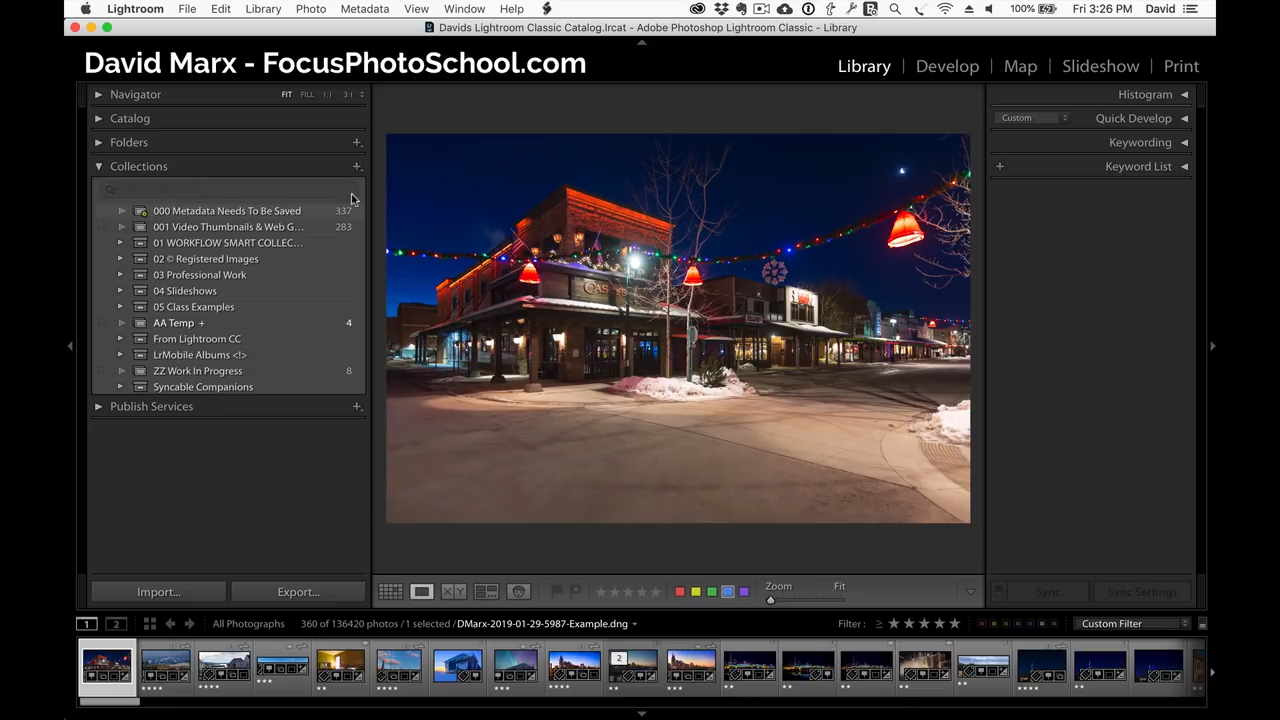 Lightroom File Edit Library Photo Metadata View Window Help 100% Fri 3:26 PM David
Davids Lightroom Classic Catalog.lrcat - Adobe Photoshop Lightroom Classic - Library
David Marx - FocusPhotoSchool.com
Library | Develop | Map | Slideshow | Print
Navigator FIT FILL 1:1 3:1
Catalog
Folders
Collections
000 Metadata Needs To Be Saved 337
001 Video Thumbnails & Web G... 283
01 WORKFLOW SMART COLLEC...
02 © Registered Images
03 Professional Work
04 Slideshows
05 Class Examples
AA Temp + 4
From Lightroom CC
LrMobile Albums <!>
ZZ Work In Progress 8
Syncable Companions
Publish Services
Import... Export...
Histogram
Custom Quick Develop
Keywording
Keyword List
Zoom Fit
Sync Sync Settings
1 2 All Photographs 360 of 136420 photos / 1 selected / DMarx-2019-01-29-5987-Example.dng Filter : Custom Filter
2